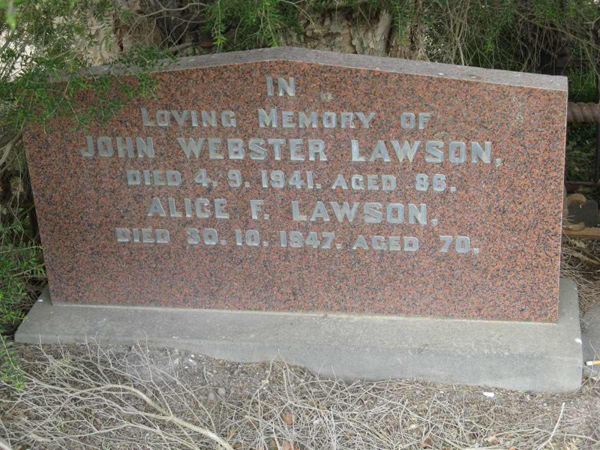 IN
LOVING MEMORY OF
JOHN WEBSTER LAWSON,
DIED 4. 9. 1941. AGED 86.
ALICE F. LAWSON,
DIED 30. 10. 1947. AGED 70.